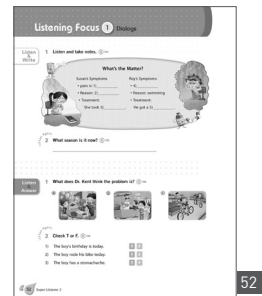 Listening Focus 1 Dialogs
Listen
&
Write
1 Listen and take notes.
What's the Matter?
Susan's Symptoms
• pain in 1)
• Reason: 2)
• Treatment:
She took 3)
Roy's Symptoms
• 4)
• Reason: swimming
• Treatment:
He got a 5)
2 What season is it now?
Listen
&
Answer
1 What does Dr. Kent think the problem is?
2 Check T or F.
1) The boy's birthday is today.
2) The boy rode his bike today.
3) The boy has a stomachache.
52 Super Listener 2
52